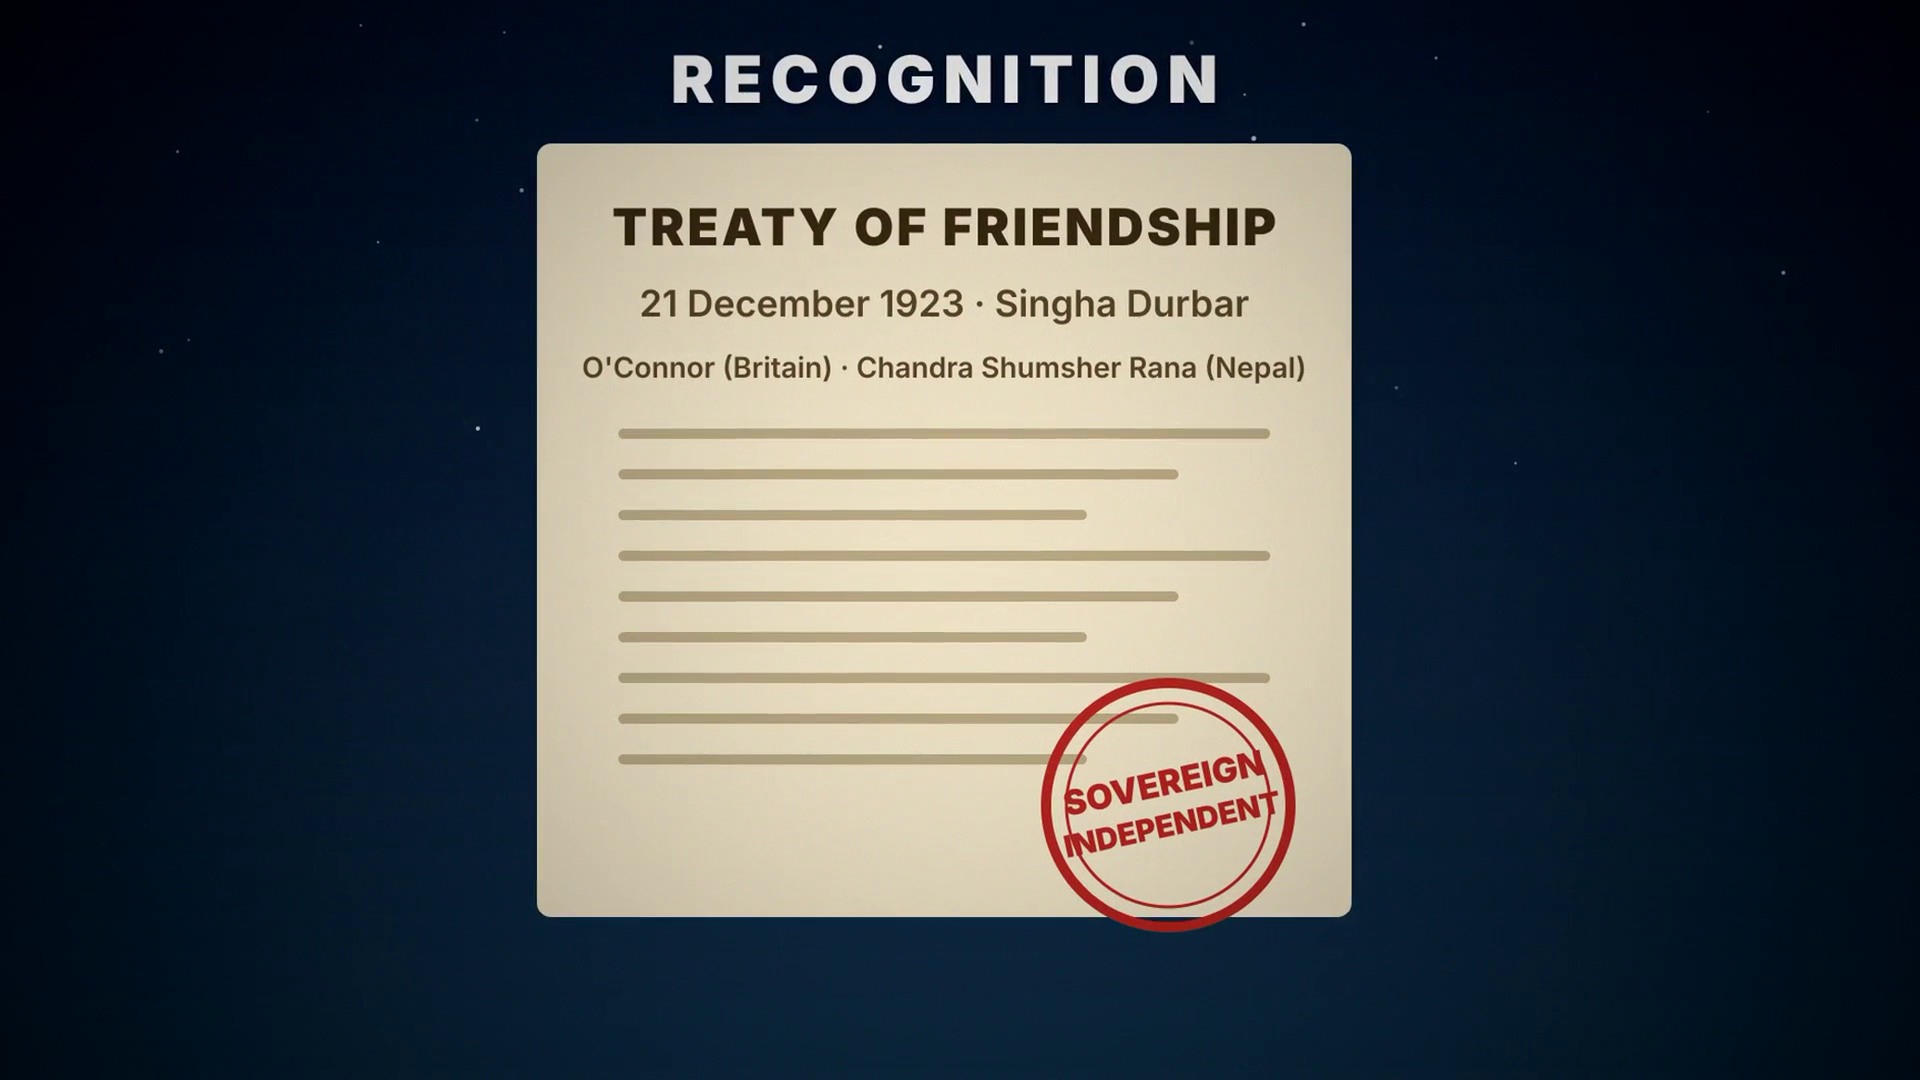 RECOGNITION
TREATY OF FRIENDSHIP
21 December 1923 · Singha Durbar
O'Connor (Britain) · Chandra Shumsher Rana (Nepal)
SOVEREIGN
INDEPENDENT